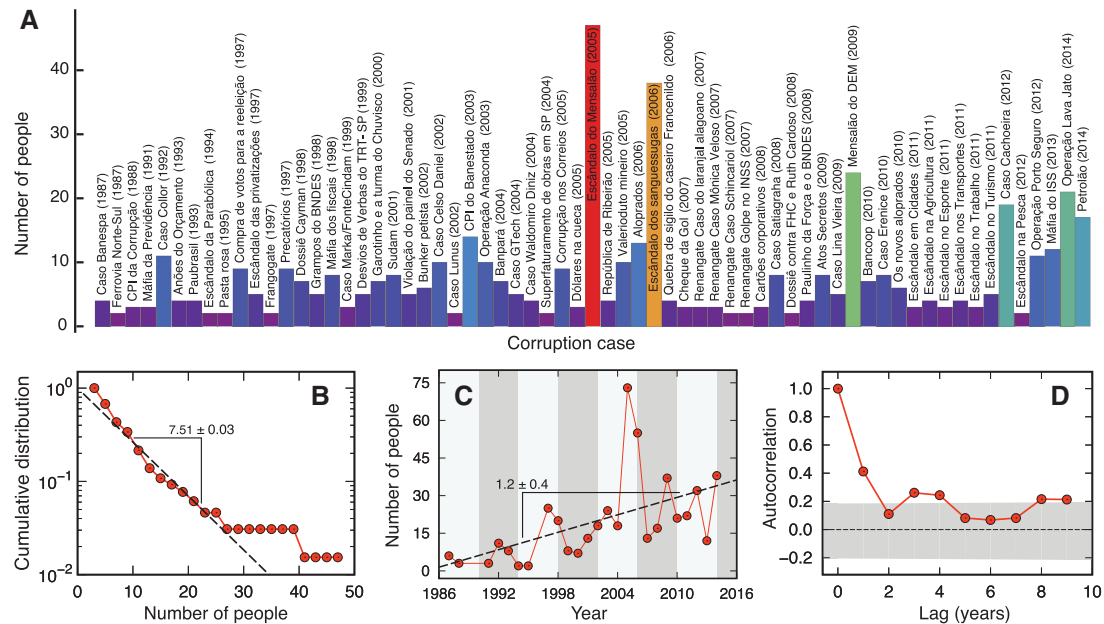 A
Number of people
40
30
20
10
0
Caso Banespa (1987)
Ferrovia Norte-Sul (1987)
CPI da Corrupção (1988)
Máfia da Previdência (1991)
Caso Collor (1992)
Anões do Orçamento (1993)
Paubrasil (1993)
Escândalo da Parabólica (1994)
Pasta rosa (1995)
Compra de votos para a reeleição (1997)
Escândalo das privatizações (1997)
Frangogate (1997)
Precatórios (1997)
Dossiê Cayman (1998)
Grampos do BNDES (1998)
Máfia dos fiscais (1998)
Caso Marka/FonteCindam (1999)
Desvios de Verbas do TRT-SP (1999)
Garotinho e a turma do Chuvisco (2000)
Sudam (2001)
Violação do painel do Senado (2001)
Bunker petista (2002)
Caso Celso Daniel (2002)
Caso Lunus (2002)
CPI do Banestado (2003)
Operação Anaconda (2003)
Banpará (2004)
Caso GTech (2004)
Caso Waldomiro Diniz (2004)
Superfaturamento de obras em SP (2004)
Corrupção nos Correios (2005)
Dólares na cueca (2005)
Escândalo do Mensalão (2005)
República de Ribeirão (2005)
Valerioduto mineiro (2005)
Aloprados (2006)
Escândalo dos sanguessugas (2006)
Quebra de sigilo do caseiro Francenildo (2006)
Cheque da Gol (2007)
Renangate Caso do laranjal alagoano (2007)
Renangate Caso Mônica Veloso (2007)
Renangate Caso Schincariol (2007)
Renangate Golpe no INSS (2007)
Cartões corporativos (2008)
Caso Satiagraha (2008)
Dossiê contra FHC e Ruth Cardoso (2008)
Paulinho da Força e o BNDES (2008)
Atos Secretos (2009)
Caso Lina Vieira (2009)
Mensalão do DEM (2009)
Bancoop (2010)
Caso Erenice (2010)
Os novos aloprados (2010)
Escândalo em Cidades (2011)
Escândalo na Agricultura (2011)
Escândalo no Esporte (2011)
Escândalo nos Transportes (2011)
Escândalo no Trabalho (2011)
Escândalo no Turismo (2011)
Caso Cachoeira (2012)
Escândalo na Pesca (2012)
Operação Porto Seguro (2012)
Máfia do ISS (2013)
Operação Lava Jato (2014)
Petrolão (2014)
Corruption case
B
Cumulative distribution
10⁰
10⁻¹
10⁻²
7.51 ± 0.03
0 10 20 30 40 50
Number of people
C
Number of people
75
60
45
30
15
0
1.2 ± 0.4
1986 1992 1998 2004 2010 2016
Year
D
Autocorrelation
1.0
0.8
0.6
0.4
0.2
0.0
−0.2
0 2 4 6 8 10
Lag (years)